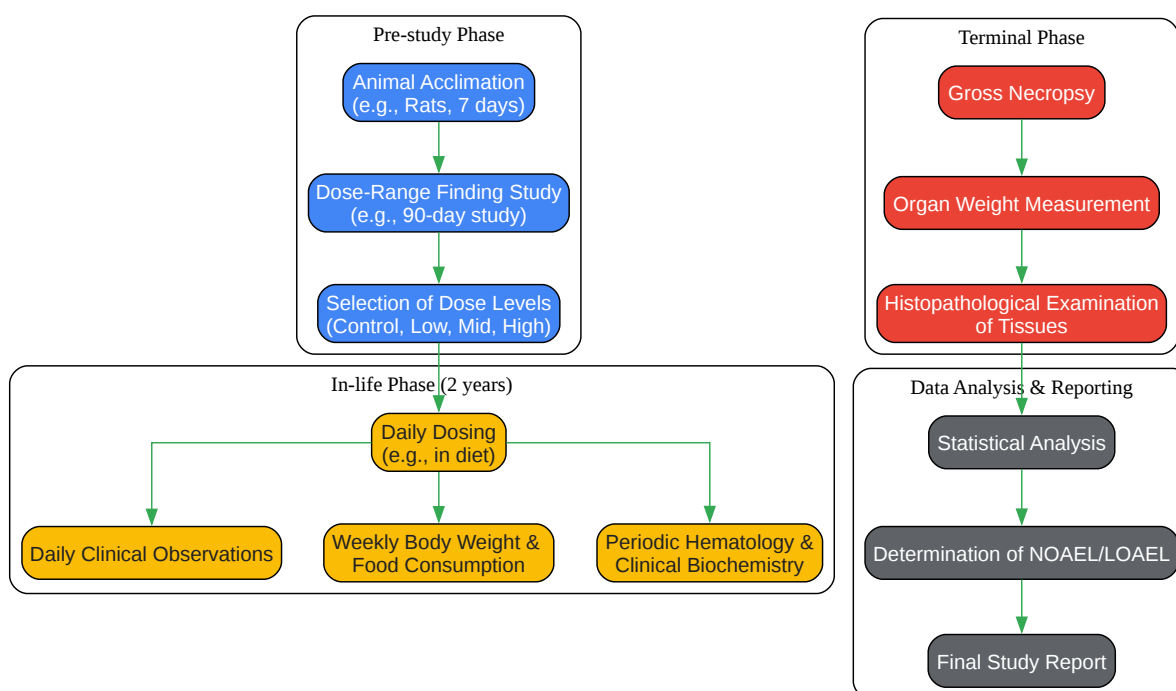 Pre-study Phase
Animal Acclimation
(e.g., Rats, 7 days)
Dose-Range Finding Study
(e.g., 90-day study)
Selection of Dose Levels
(Control, Low, Mid, High)
In-life Phase (2 years)
Daily Dosing
(e.g., in diet)
Daily Clinical Observations
Weekly Body Weight &
Food Consumption
Periodic Hematology &
Clinical Biochemistry
Terminal Phase
Gross Necropsy
Organ Weight Measurement
Histopathological Examination
of Tissues
Data Analysis & Reporting
Statistical Analysis
Determination of NOAEL/LOAEL
Final Study Report